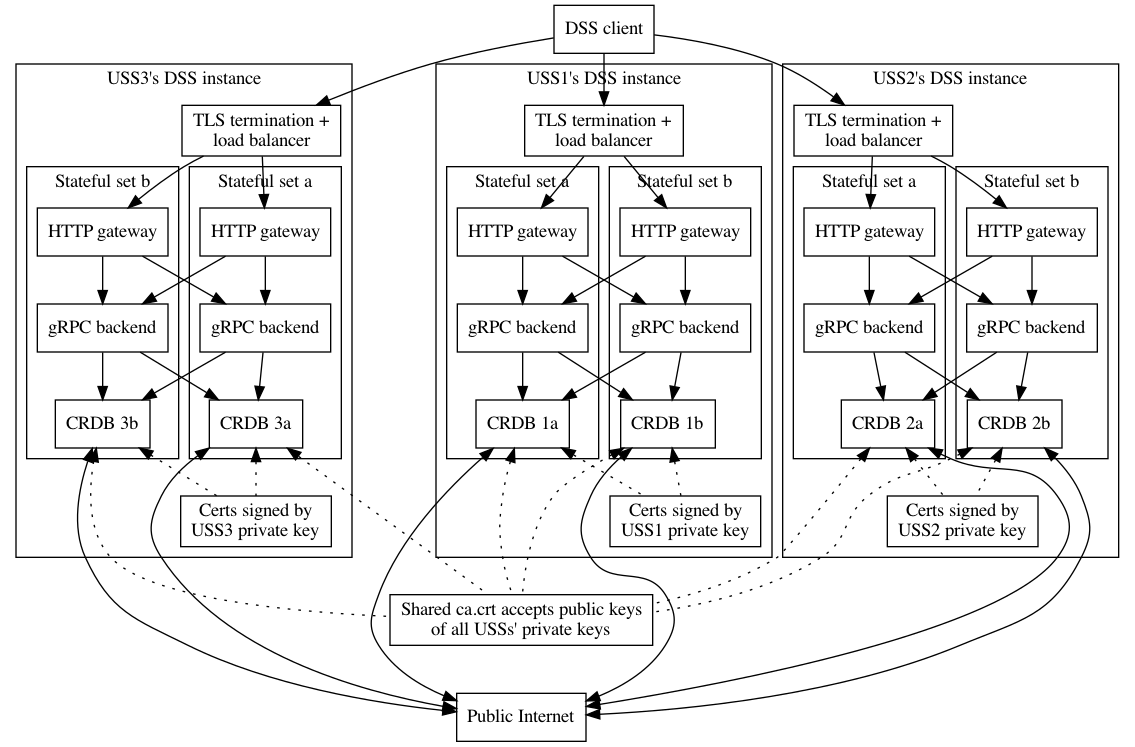 DSS client
USS3's DSS instance
USS1's DSS instance
USS2's DSS instance
TLS termination +
load balancer
TLS termination +
load balancer
TLS termination +
load balancer
Stateful set b
Stateful set a
Stateful set a
Stateful set b
Stateful set a
Stateful set b
HTTP gateway
HTTP gateway
HTTP gateway
HTTP gateway
HTTP gateway
HTTP gateway
gRPC backend
gRPC backend
gRPC backend
gRPC backend
gRPC backend
gRPC backend
CRDB 3b
CRDB 3a
CRDB 1a
CRDB 1b
CRDB 2a
CRDB 2b
Certs signed by
USS3 private key
Certs signed by
USS1 private key
Certs signed by
USS2 private key
Shared ca.crt accepts public keys
of all USSs' private keys
Public Internet